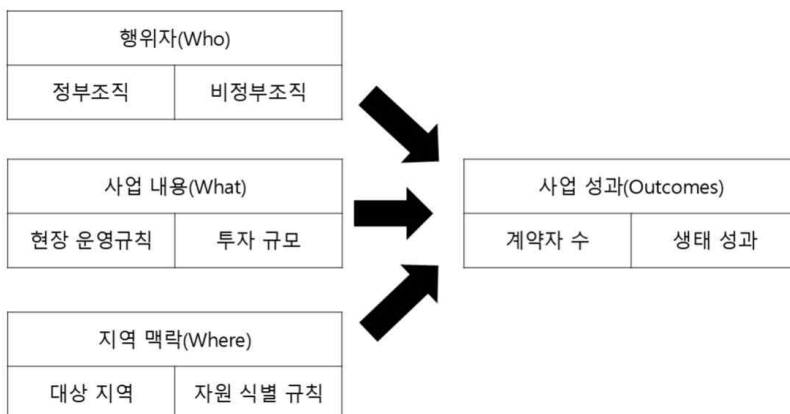 행위자(Who)
정부조직 비정부조직
사업 내용(What)
현장 운영규칙 투자 규모
지역 맥락(Where)
대상 지역 자원 식별 규칙
사업 성과(Outcomes)
계약자 수 생태 성과